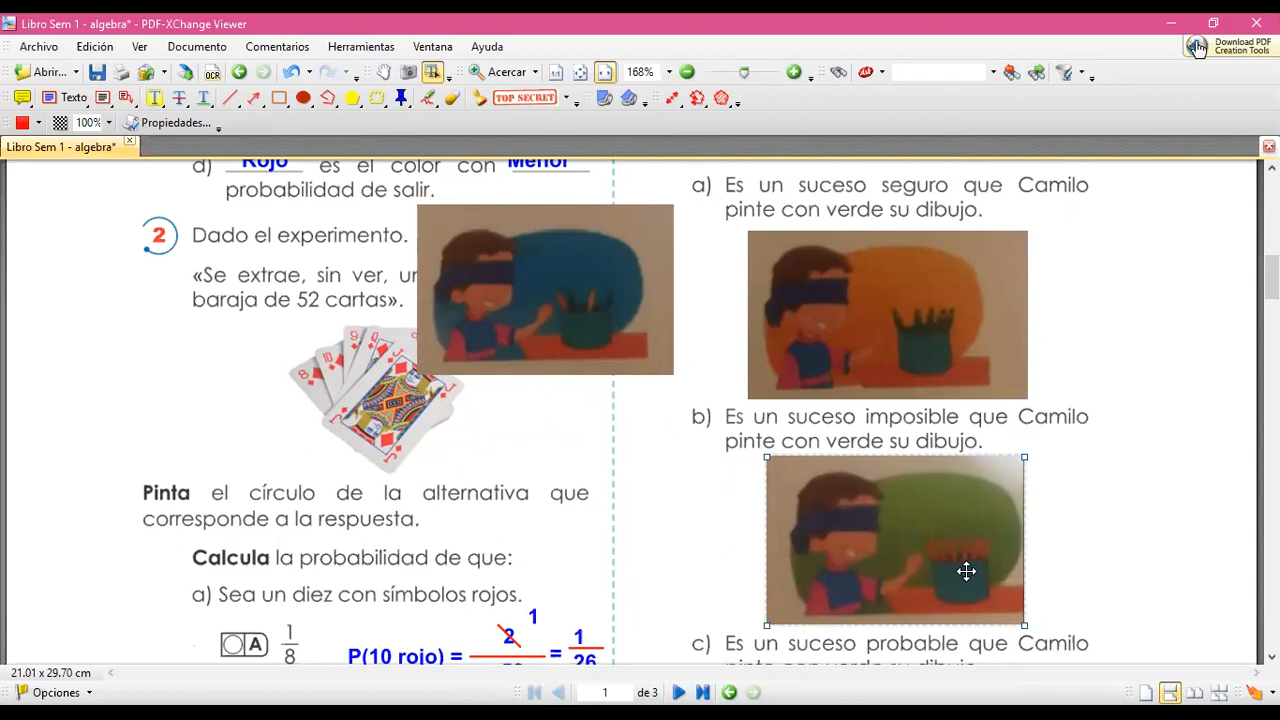 Libro Sem 1 - algebra* - PDF-XChange Viewer
Archivo Edición Ver Documento Comentarios Herramientas Ventana Ayuda
Download PDF
Creation Tools
Abrir... OCR Acercar 168%
Texto TOP SECRET
100% Propiedades...
Libro Sem 1 - algebra*
d) Rojo es el color con Menor
probabilidad de salir.
2 Dado el experimento.
«Se extrae, sin ver, un
baraja de 52 cartas».
8 10 9 Q J
Pinta el círculo de la alternativa que
corresponde a la respuesta.
Calcula la probabilidad de que:
a) Sea un diez con símbolos rojos.
A 1/8
P(10 rojo) = 2 1 = 1/26
a) Es un suceso seguro que Camilo
pinte con verde su dibujo.
b) Es un suceso imposible que Camilo
pinte con verde su dibujo.
c) Es un suceso probable que Camilo
21.01 x 29.70 cm
Opciones 1 de 3